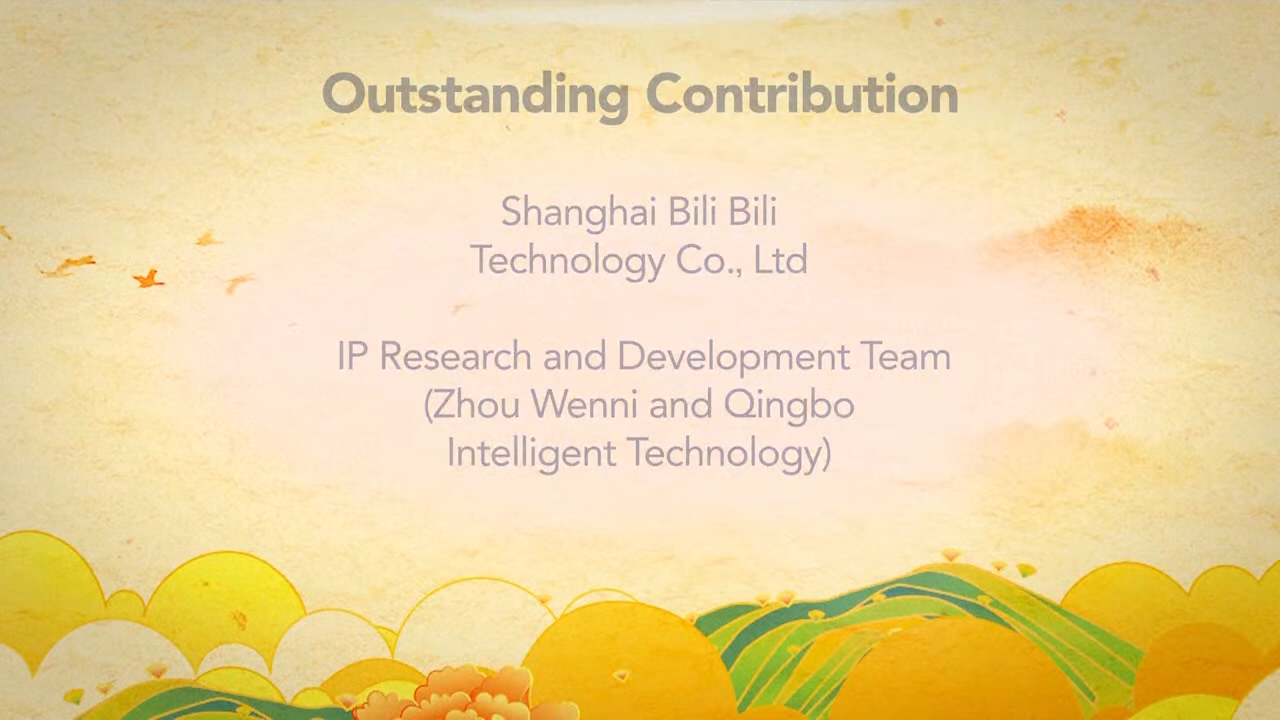 Outstanding Contribution
Shanghai Bili Bili
Technology Co., Ltd
IP Research and Development Team
(Zhou Wenni and Qingbo
Intelligent Technology)